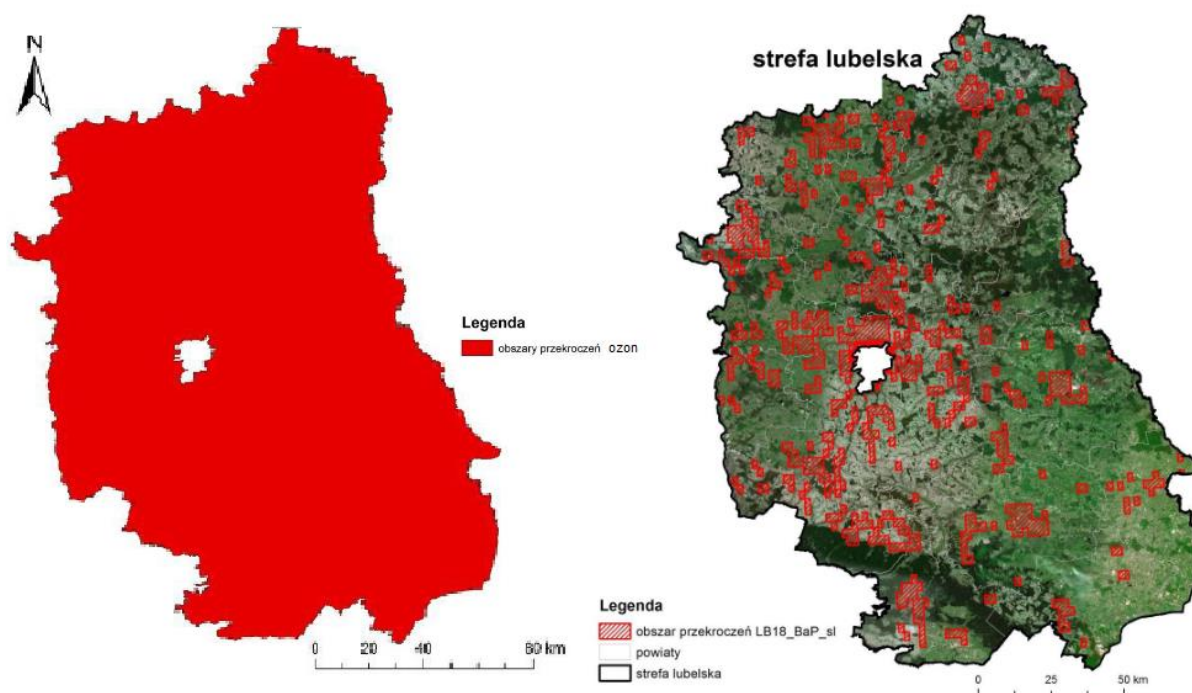 N
Legenda
obszary przekroczeń ozon
0 20 40 80 km
strefa lubelska
Legenda
obszar przekroczeń LB18_BaP_sl
powiaty
strefa lubelska
0 25 50 km